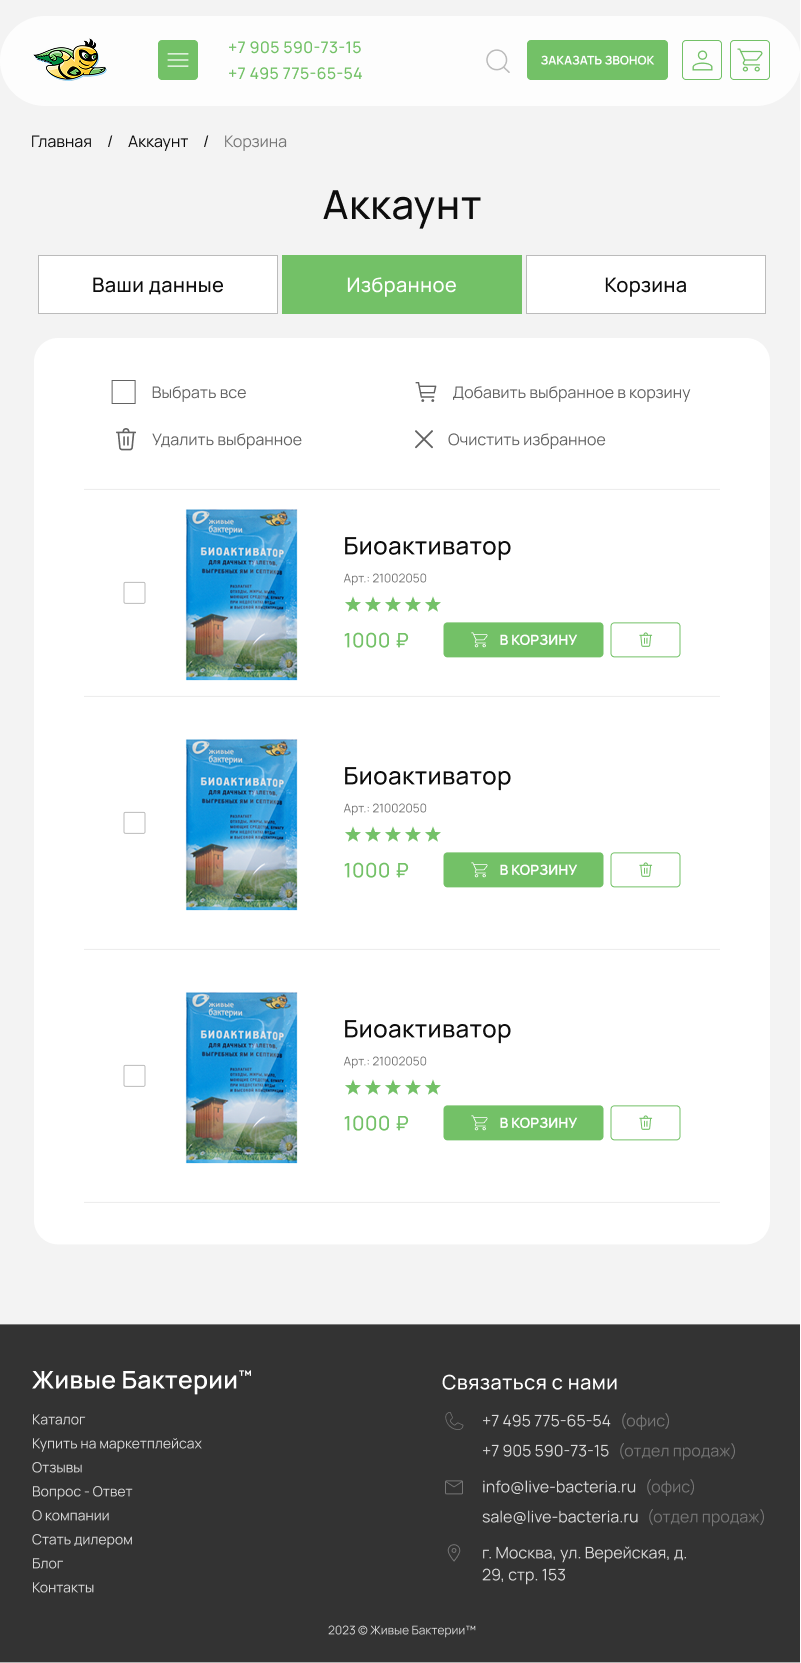 +7 905 590-73-15
+7 495 775-65-54
ЗАКАЗАТЬ ЗВОНОК
Главная / Аккаунт / Корзина
Аккаунт
Ваши данные
Избранное
Корзина
Выбрать все
Добавить выбранное в корзину
Удалить выбранное
Очистить избранное
живые
бактерии
БИОАКТИВАТОР
ДЛЯ ДАЧНЫХ ТУАЛЕТОВ,
ВЫГРЕБНЫХ ЯМ И СЕПТИКОВ
Биоактиватор
Арт.: 21002050
1000 ₽
В КОРЗИНУ
живые
бактерии
БИОАКТИВАТОР
ДЛЯ ДАЧНЫХ ТУАЛЕТОВ,
ВЫГРЕБНЫХ ЯМ И СЕПТИКОВ
Биоактиватор
Арт.: 21002050
1000 ₽
В КОРЗИНУ
живые
бактерии
БИОАКТИВАТОР
ДЛЯ ДАЧНЫХ ТУАЛЕТОВ,
ВЫГРЕБНЫХ ЯМ И СЕПТИКОВ
Биоактиватор
Арт.: 21002050
1000 ₽
В КОРЗИНУ
Живые Бактерии™
Каталог
Купить на маркетплейсах
Отзывы
Вопрос - Ответ
О компании
Стать дилером
Блог
Контакты
Связаться с нами
+7 495 775-65-54 (офис)
+7 905 590-73-15 (отдел продаж)
info@live-bacteria.ru (офис)
sale@live-bacteria.ru (отдел продаж)
г. Москва, ул. Верейская, д.
29, стр. 153
2023 © Живые Бактерии™